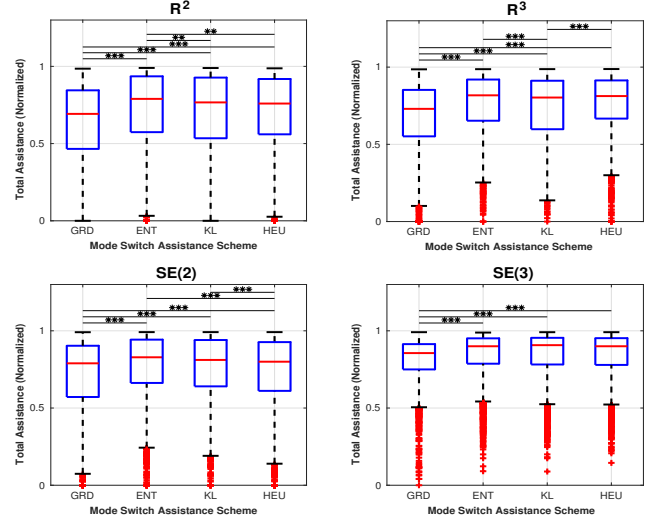 R²
**
**
***
***
***
1
0.5
0
Total Assistance (Normalized)
GRD ENT KL HEU
Mode Switch Assistance Scheme
R³
***
***
***
***
***
1
0.5
0
Total Assistance (Normalized)
GRD ENT KL HEU
Mode Switch Assistance Scheme
SE(2)
***
***
***
***
***
1
0.5
0
Total Assistance (Normalized)
GRD ENT KL HEU
Mode Switch Assistance Scheme
SE(3)
***
***
***
1
0.5
0
Total Assistance (Normalized)
GRD ENT KL HEU
Mode Switch Assistance Scheme